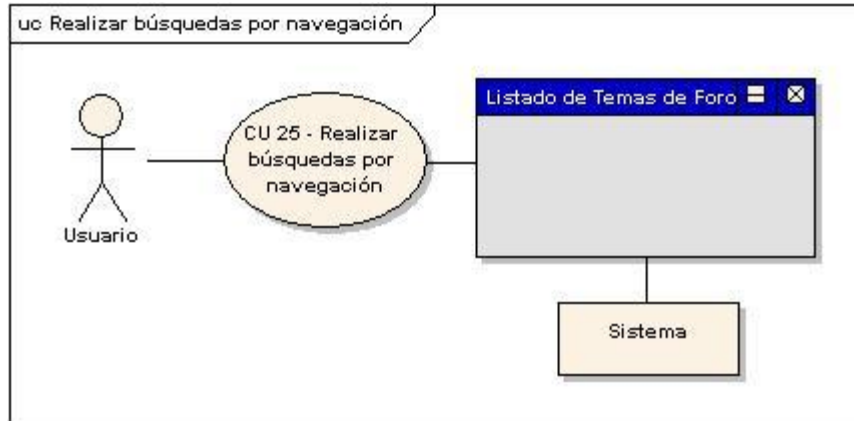 uc Realizar búsquedas por navegación
Listado de Temas de Foro
CU 25 - Realizar
búsquedas por
navegación
Usuario
Sistema